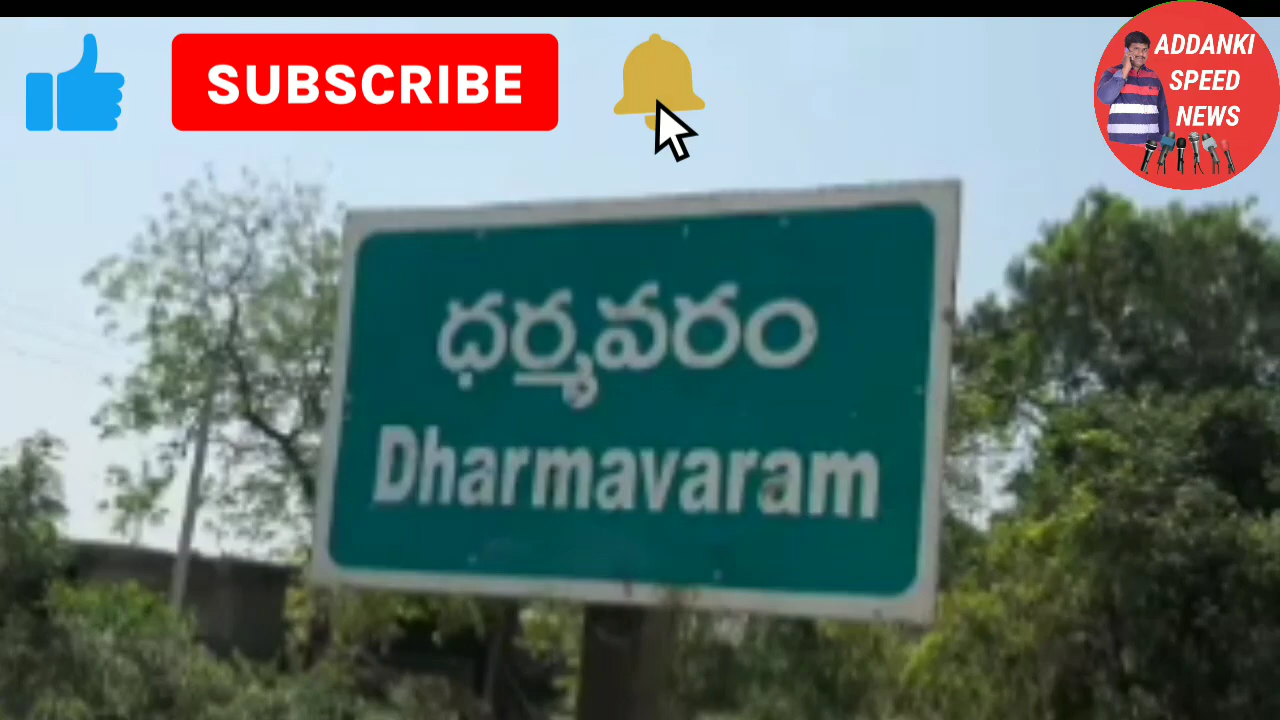 SUBSCRIBE
ADDANKI
SPEED
NEWS
ధర్మవరం
Dharmavaram